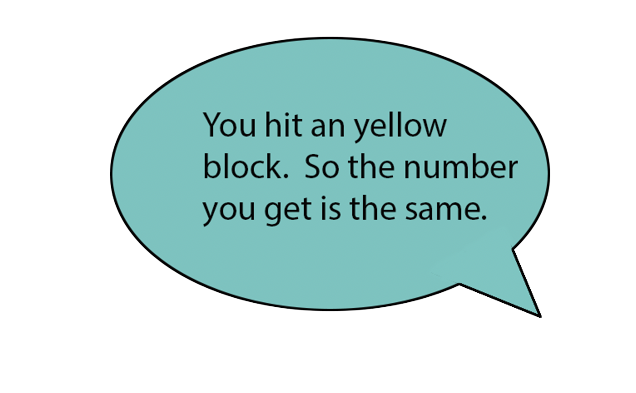 You hit an yellow
block.  So the number
you get is the same.